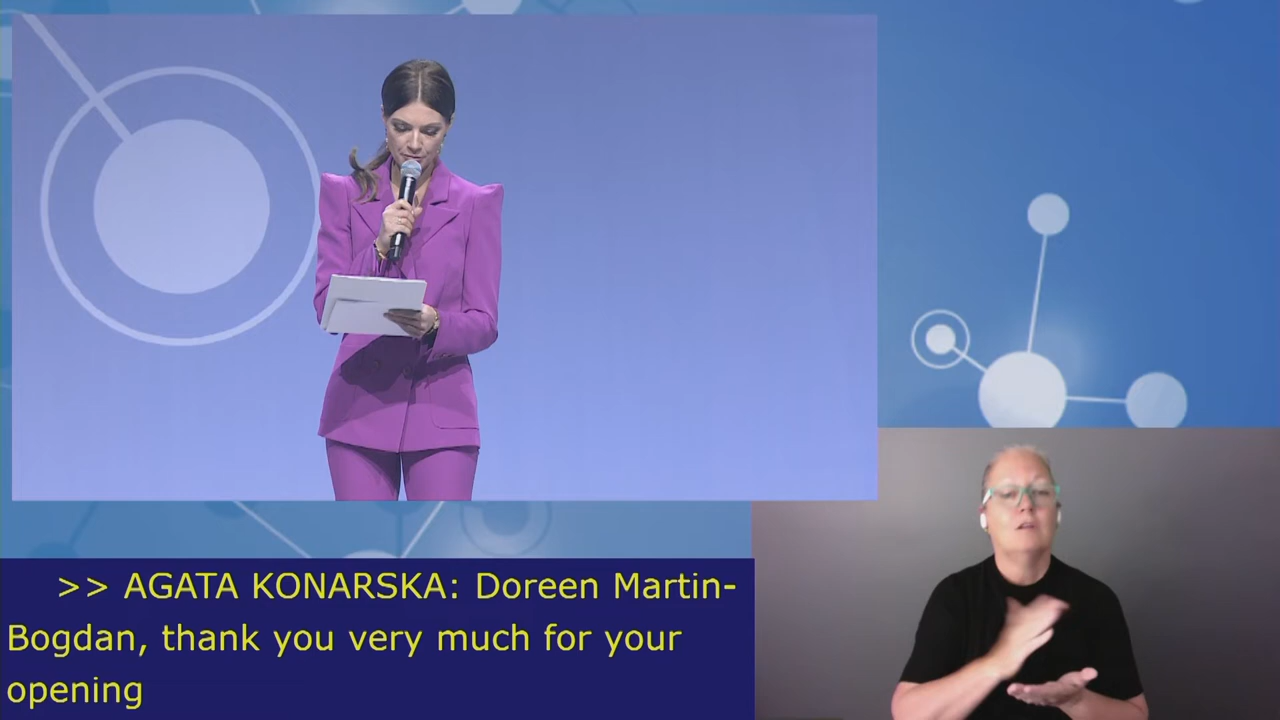 >> AGATA KONARSKA: Doreen Martin-
Bogdan, thank you very much for your
opening